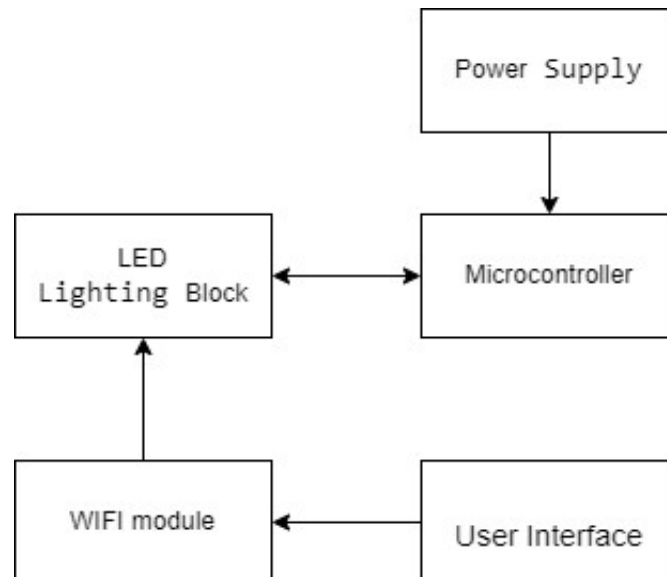 Power Supply
LED
Lighting Block
Microcontroller
WIFI module
User Interface